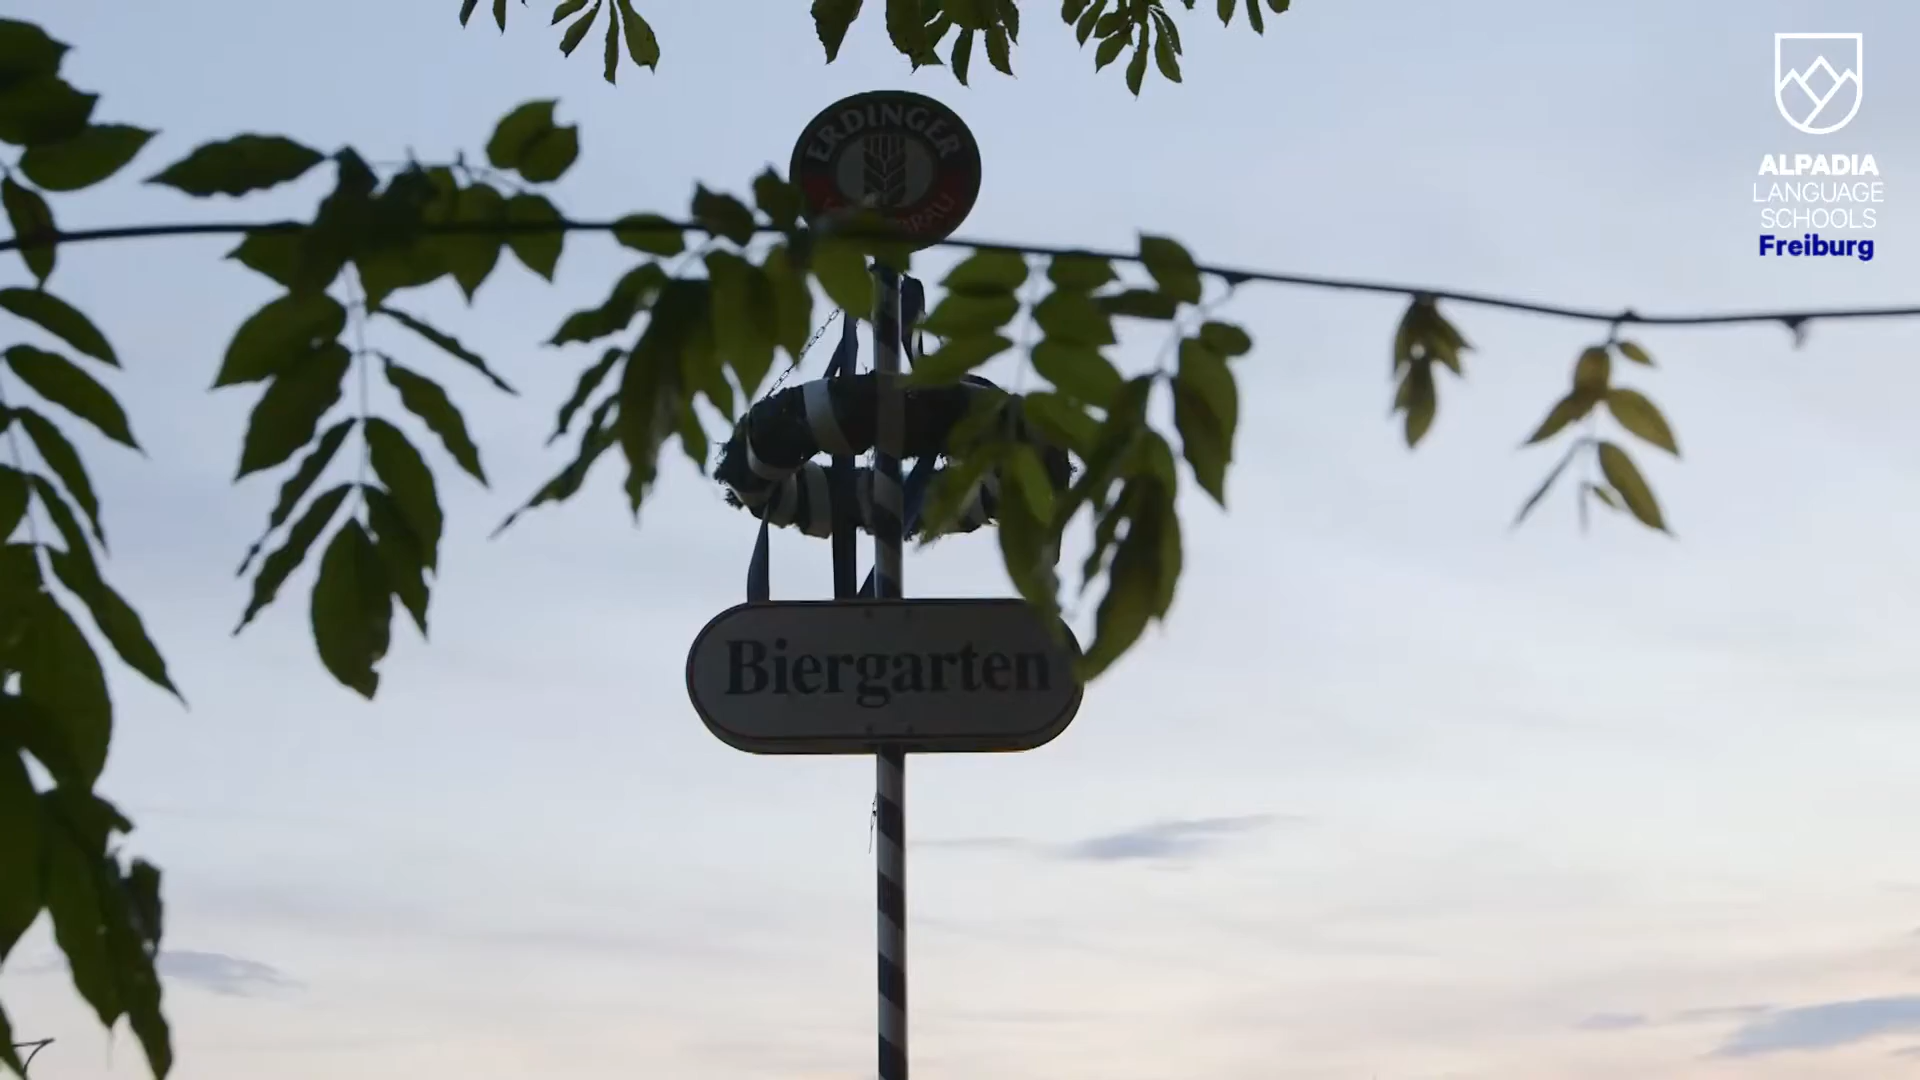 ERDINGER
Biergarten
ALPADIA
LANGUAGE
SCHOOLS
Freiburg